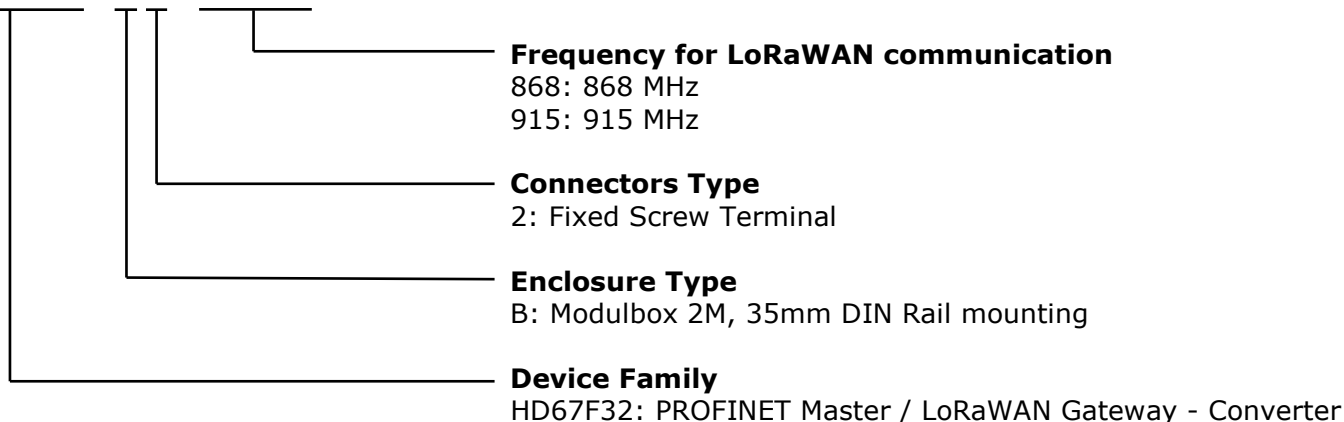 Frequency for LoRaWAN communication
868: 868 MHz
915: 915 MHz
Connectors Type
2: Fixed Screw Terminal
Enclosure Type
B: Modulbox 2M, 35mm DIN Rail mounting
Device Family
HD67F32: PROFINET Master / LoRaWAN Gateway - Converter